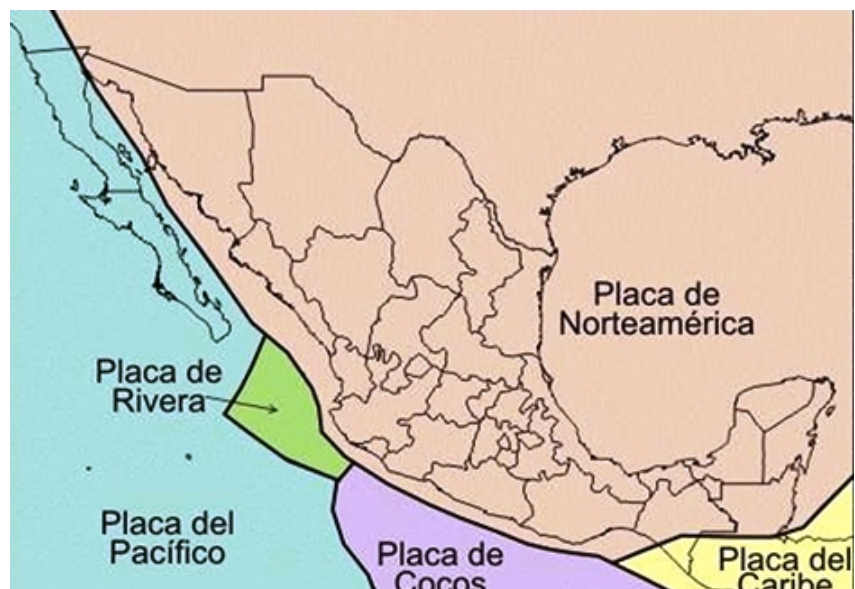 Placa de
Norteamérica
Placa de
Rivera
Placa del
Pacífico
Placa de
Cocos
Placa del
Caribe